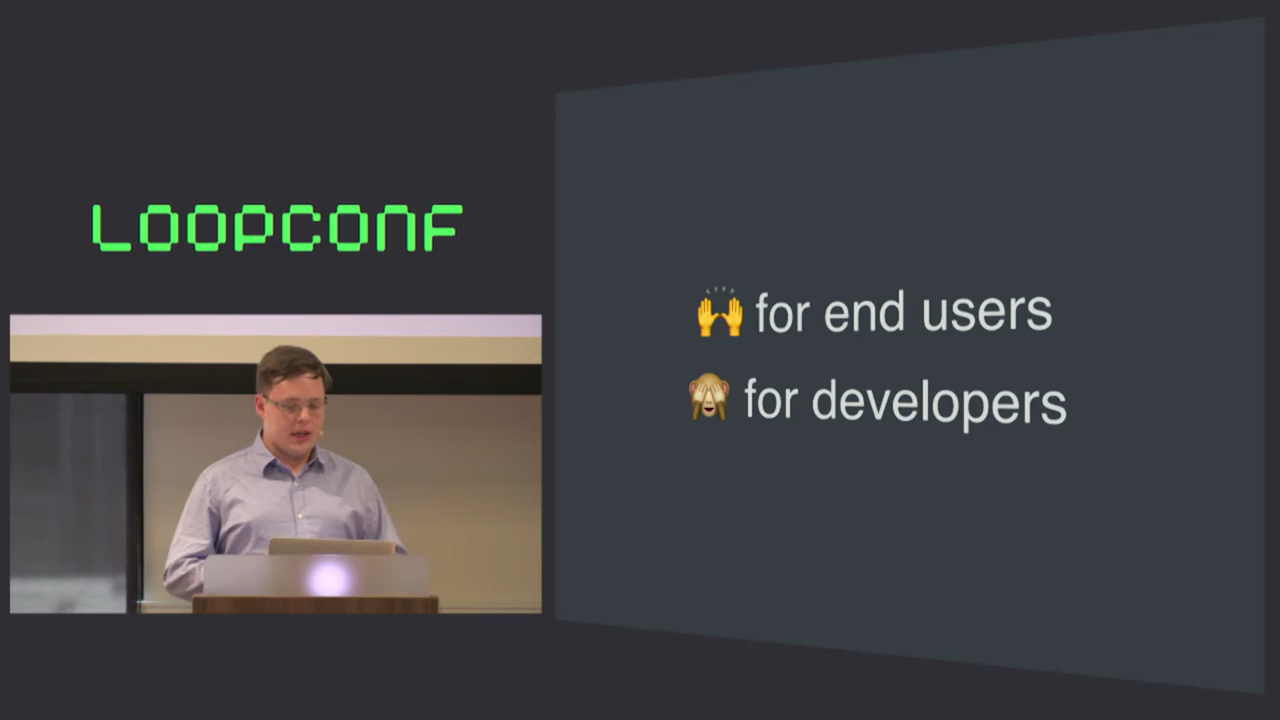 LOOPCONF
🙌 for end users
🙈 for developers